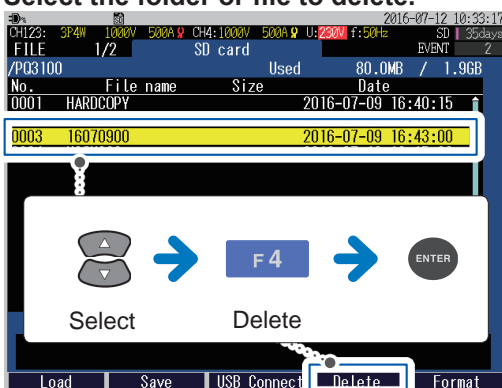 Select the folder or file to delete.
2016-07-12 10:33:17
CH123: 3P4W 1000V 500A CH4:1000V 500A U:230V f:50Hz SD 35days
FILE 1/2 SD card EVENT 2
/PQ3100 Used 80.0MB / 1.9GB
No. File name Size Date
0001 HARDCOPY 2016-07-09 16:40:15
0003 16070900 2016-07-09 16:43:00
F4 ENTER
Select Delete
Load Save USB Connect Delete Format